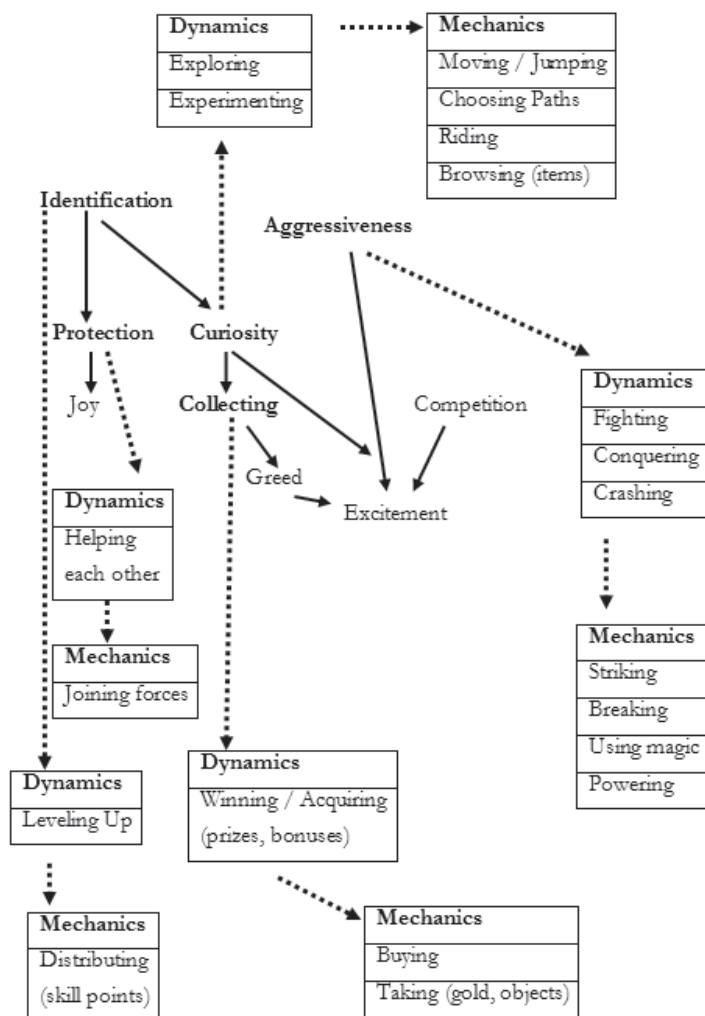 Dynamics
Exploring
Experimenting
Mechanics
Moving / Jumping
Choosing Paths
Riding
Browsing (items)
Identification
Aggressiveness
Protection
Curiosity
Joy
Collecting
Competition
Greed
Excitement
Dynamics
Fighting
Conquering
Crashing
Dynamics
Helping
each other
Mechanics
Joining forces
Mechanics
Striking
Breaking
Using magic
Powering
Dynamics
Leveling Up
Dynamics
Winning / Acquiring
(prizes, bonuses)
Mechanics
Distributing
(skill points)
Mechanics
Buying
Taking (gold, objects)